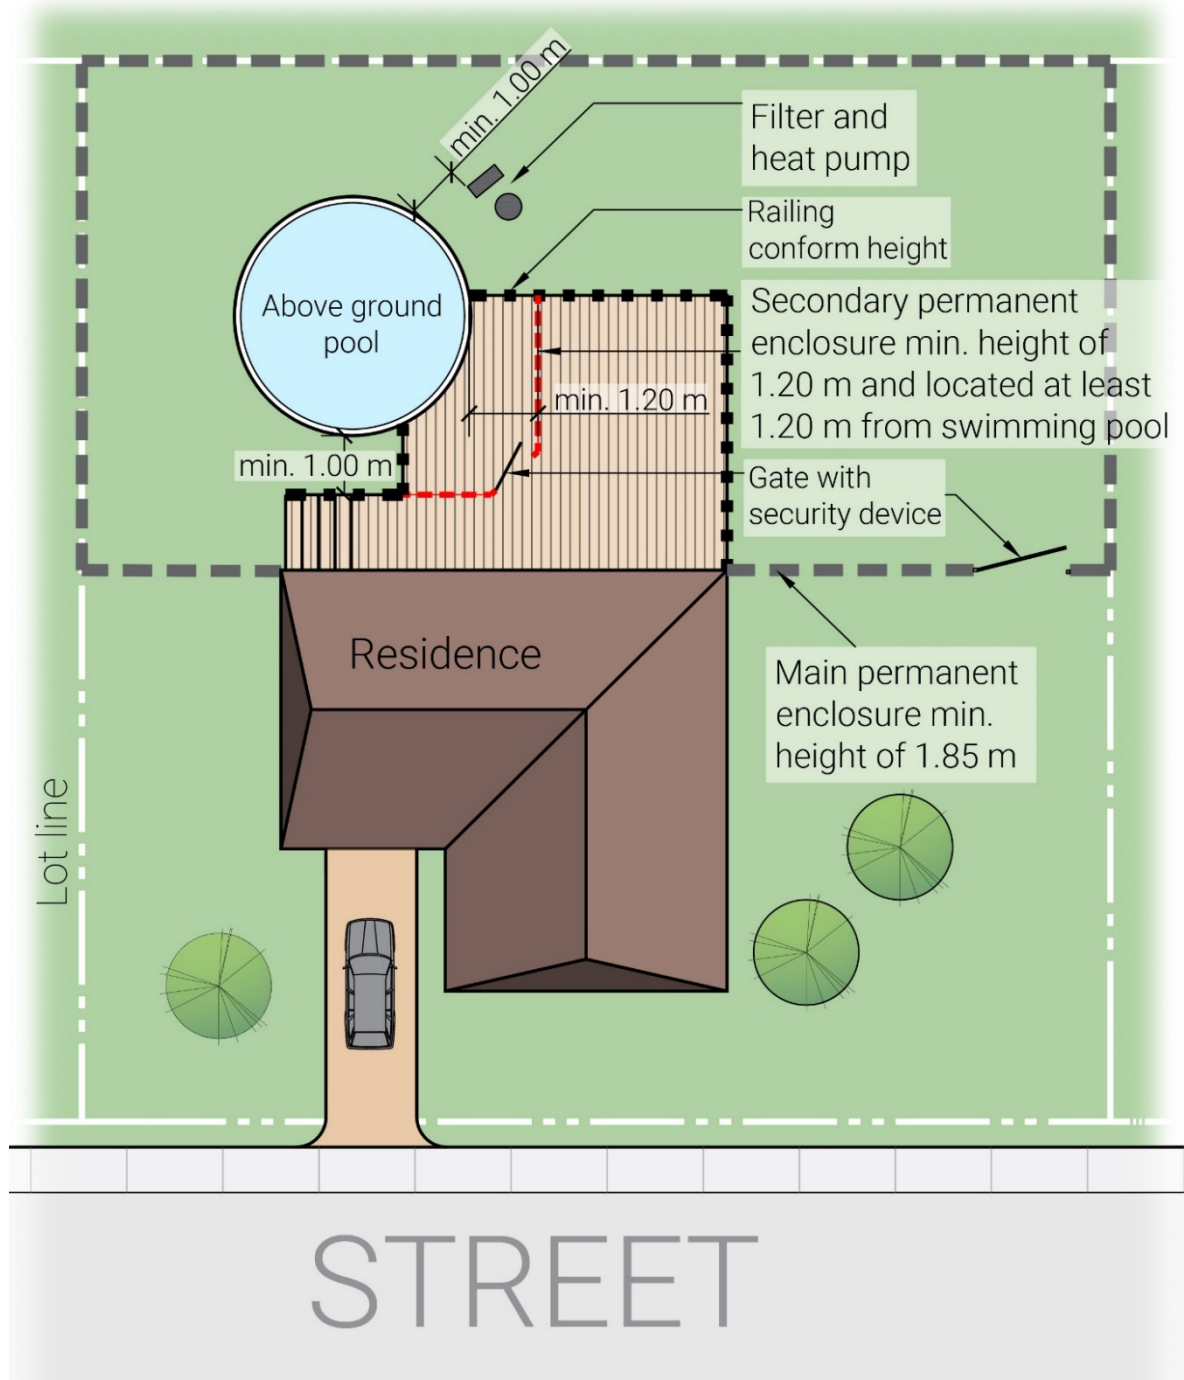 min. 1.00 m
Filter and
heat pump
Railing
conform height
Above ground
pool
Secondary permanent
enclosure min. height of
1.20 m and located at least
1.20 m from swimming pool
min. 1.20 m
min. 1.00 m
Gate with
security device
Residence
Main permanent
enclosure min.
height of 1.85 m
Lot line
STREET